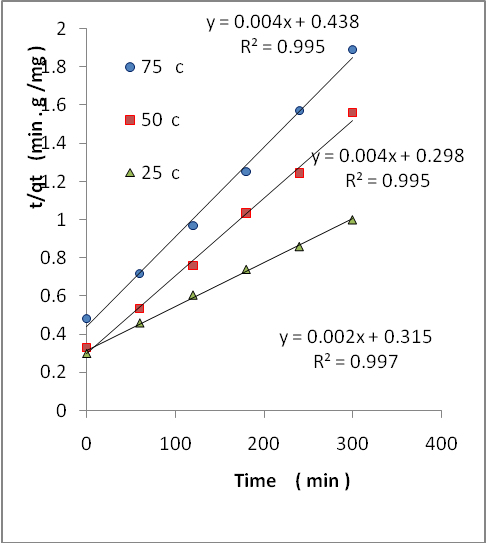 y = 0.004x + 0.438
R² = 0.995
75 c
50 c
25 c
y = 0.004x + 0.298
R² = 0.995
y = 0.002x + 0.315
R² = 0.997
t/qt (min . g /mg)
2
1.8
1.6
1.4
1.2
1
0.8
0.6
0.4
0.2
0
0 100 200 300 400
Time ( min )